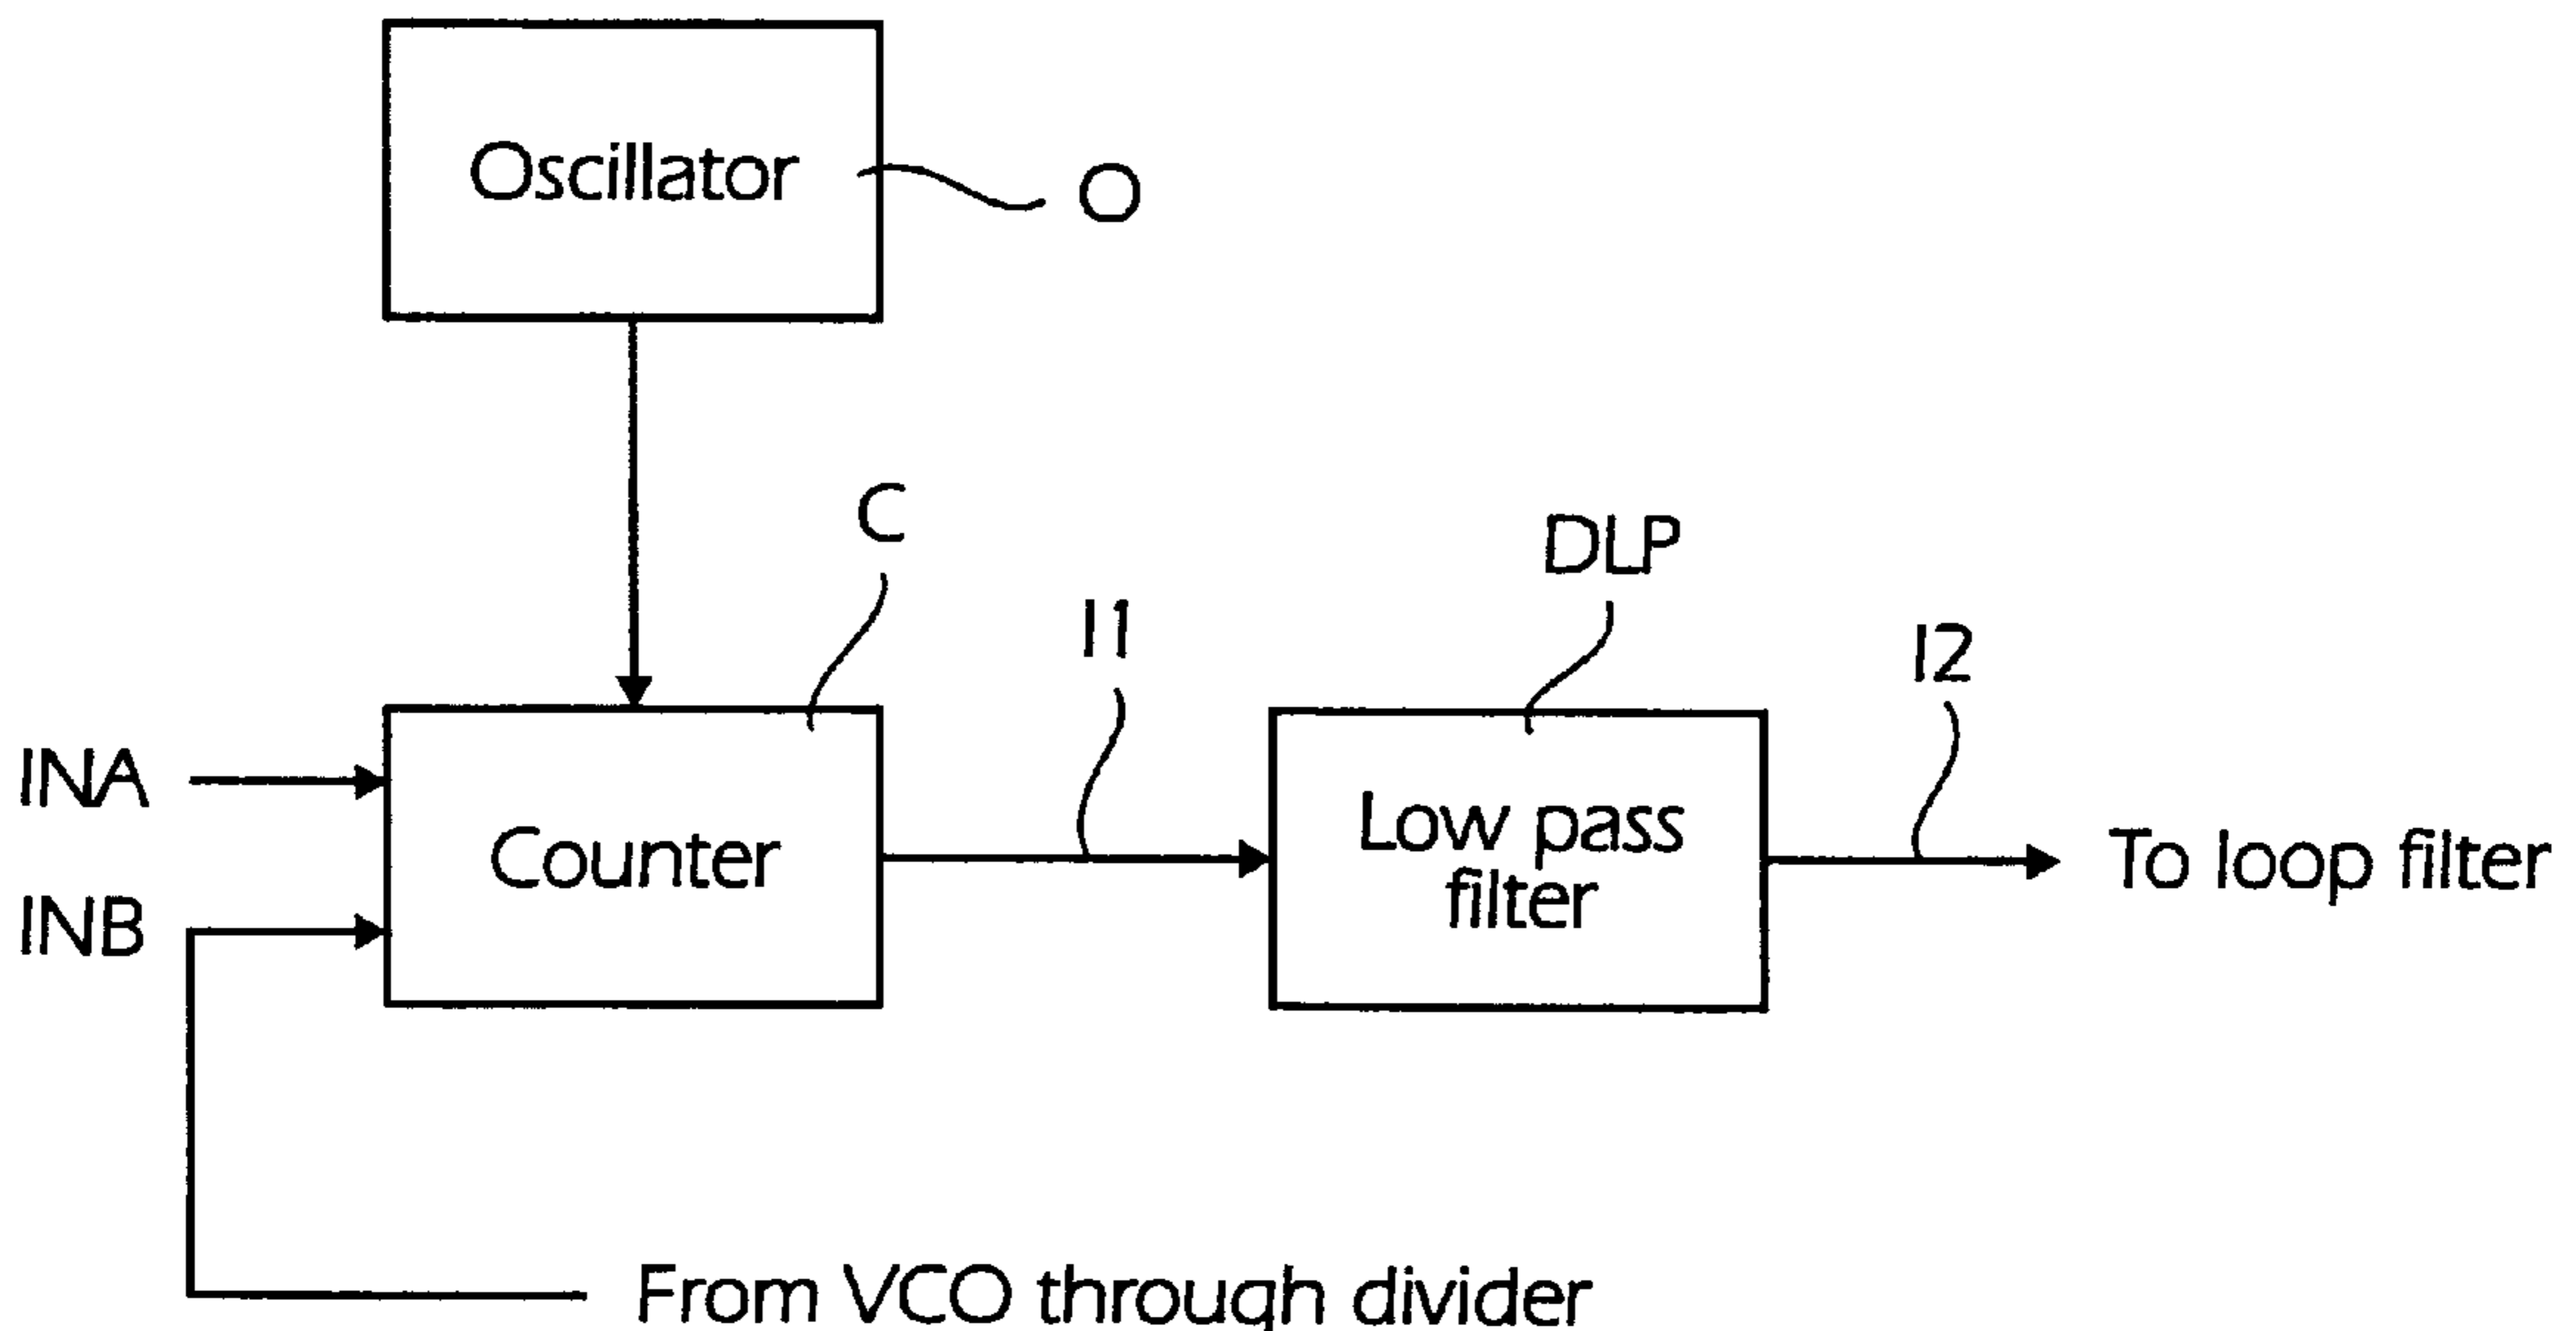 Oscillator
O
C
DLP
I1
I2
INA
Counter
Low pass
filter
To loop filter
INB
From VCO through divider